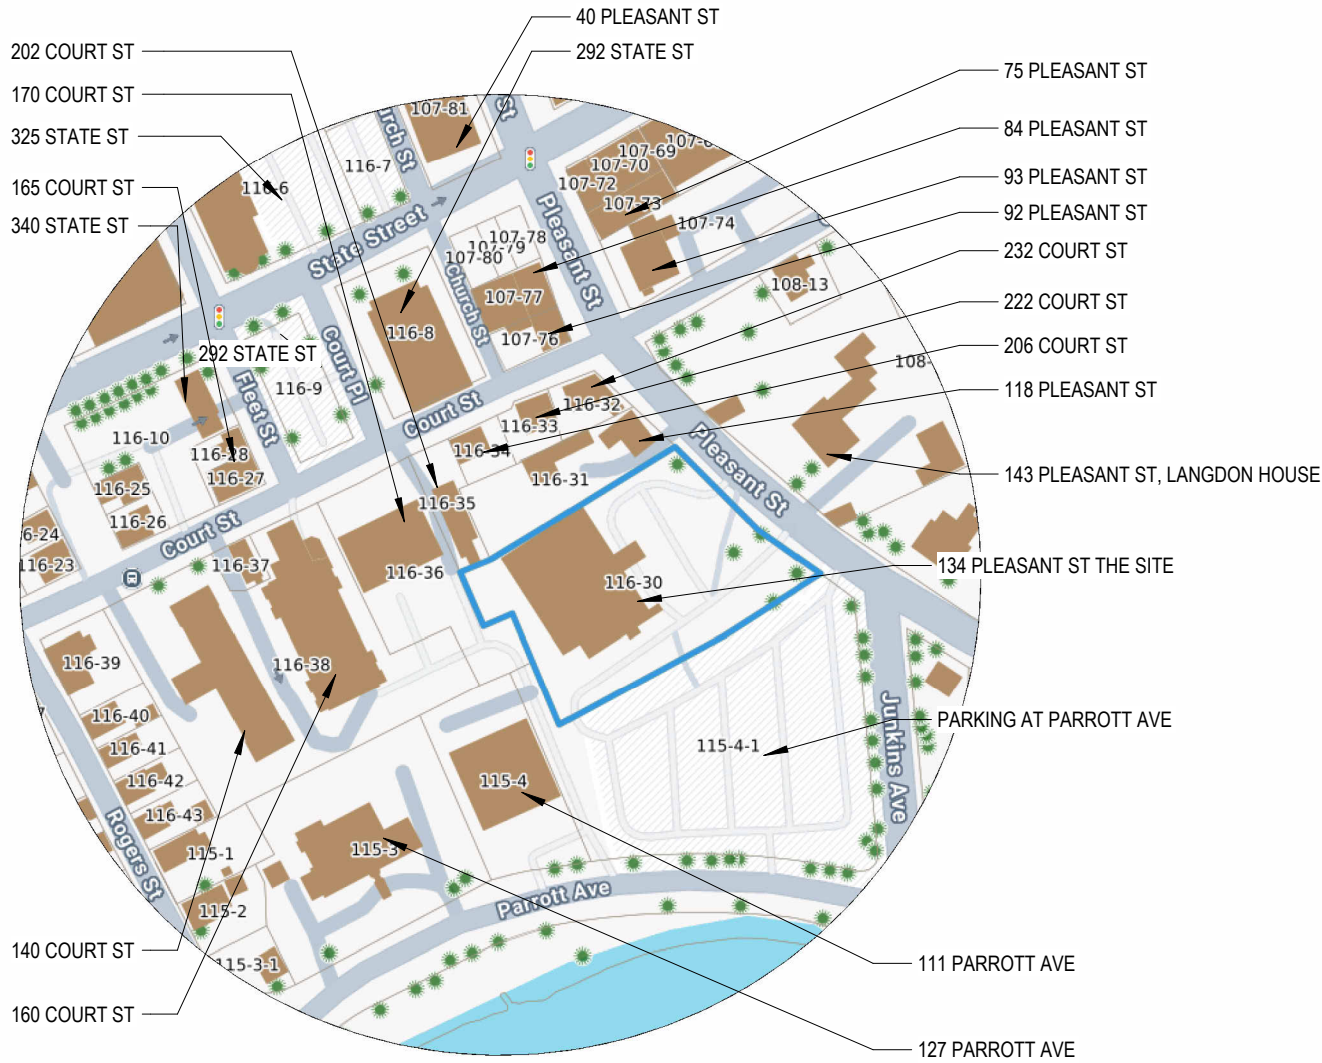 40 PLEASANT ST
292 STATE ST
202 COURT ST
170 COURT ST
325 STATE ST
165 COURT ST
340 STATE ST
75 PLEASANT ST
84 PLEASANT ST
93 PLEASANT ST
92 PLEASANT ST
232 COURT ST
222 COURT ST
206 COURT ST
118 PLEASANT ST
143 PLEASANT ST, LANGDON HOUSE
134 PLEASANT ST THE SITE
PARKING AT PARROTT AVE
111 PARROTT AVE
127 PARROTT AVE
140 COURT ST
160 COURT ST
292 STATE ST
107-81
116-7
116-6
St
State Street
Pleasant St
107-69
107-70
107-72
107-73
107-74
107-78
107-79
107-80
Church St
107-77
107-76
108-13
108-
116-8
Court Pl
116-9
Fleet St
Court St
116-10
116-28
116-27
116-25
116-26
116-32
116-33
116-34
116-31
116-35
Pleasant St
Court St
116-37
116-36
116-30
116-38
116-39
116-40
116-41
116-42
116-43
115-1
115-2
115-3
115-3-1
115-4
115-4-1
Junkins Ave
Rogers St
Parrott Ave